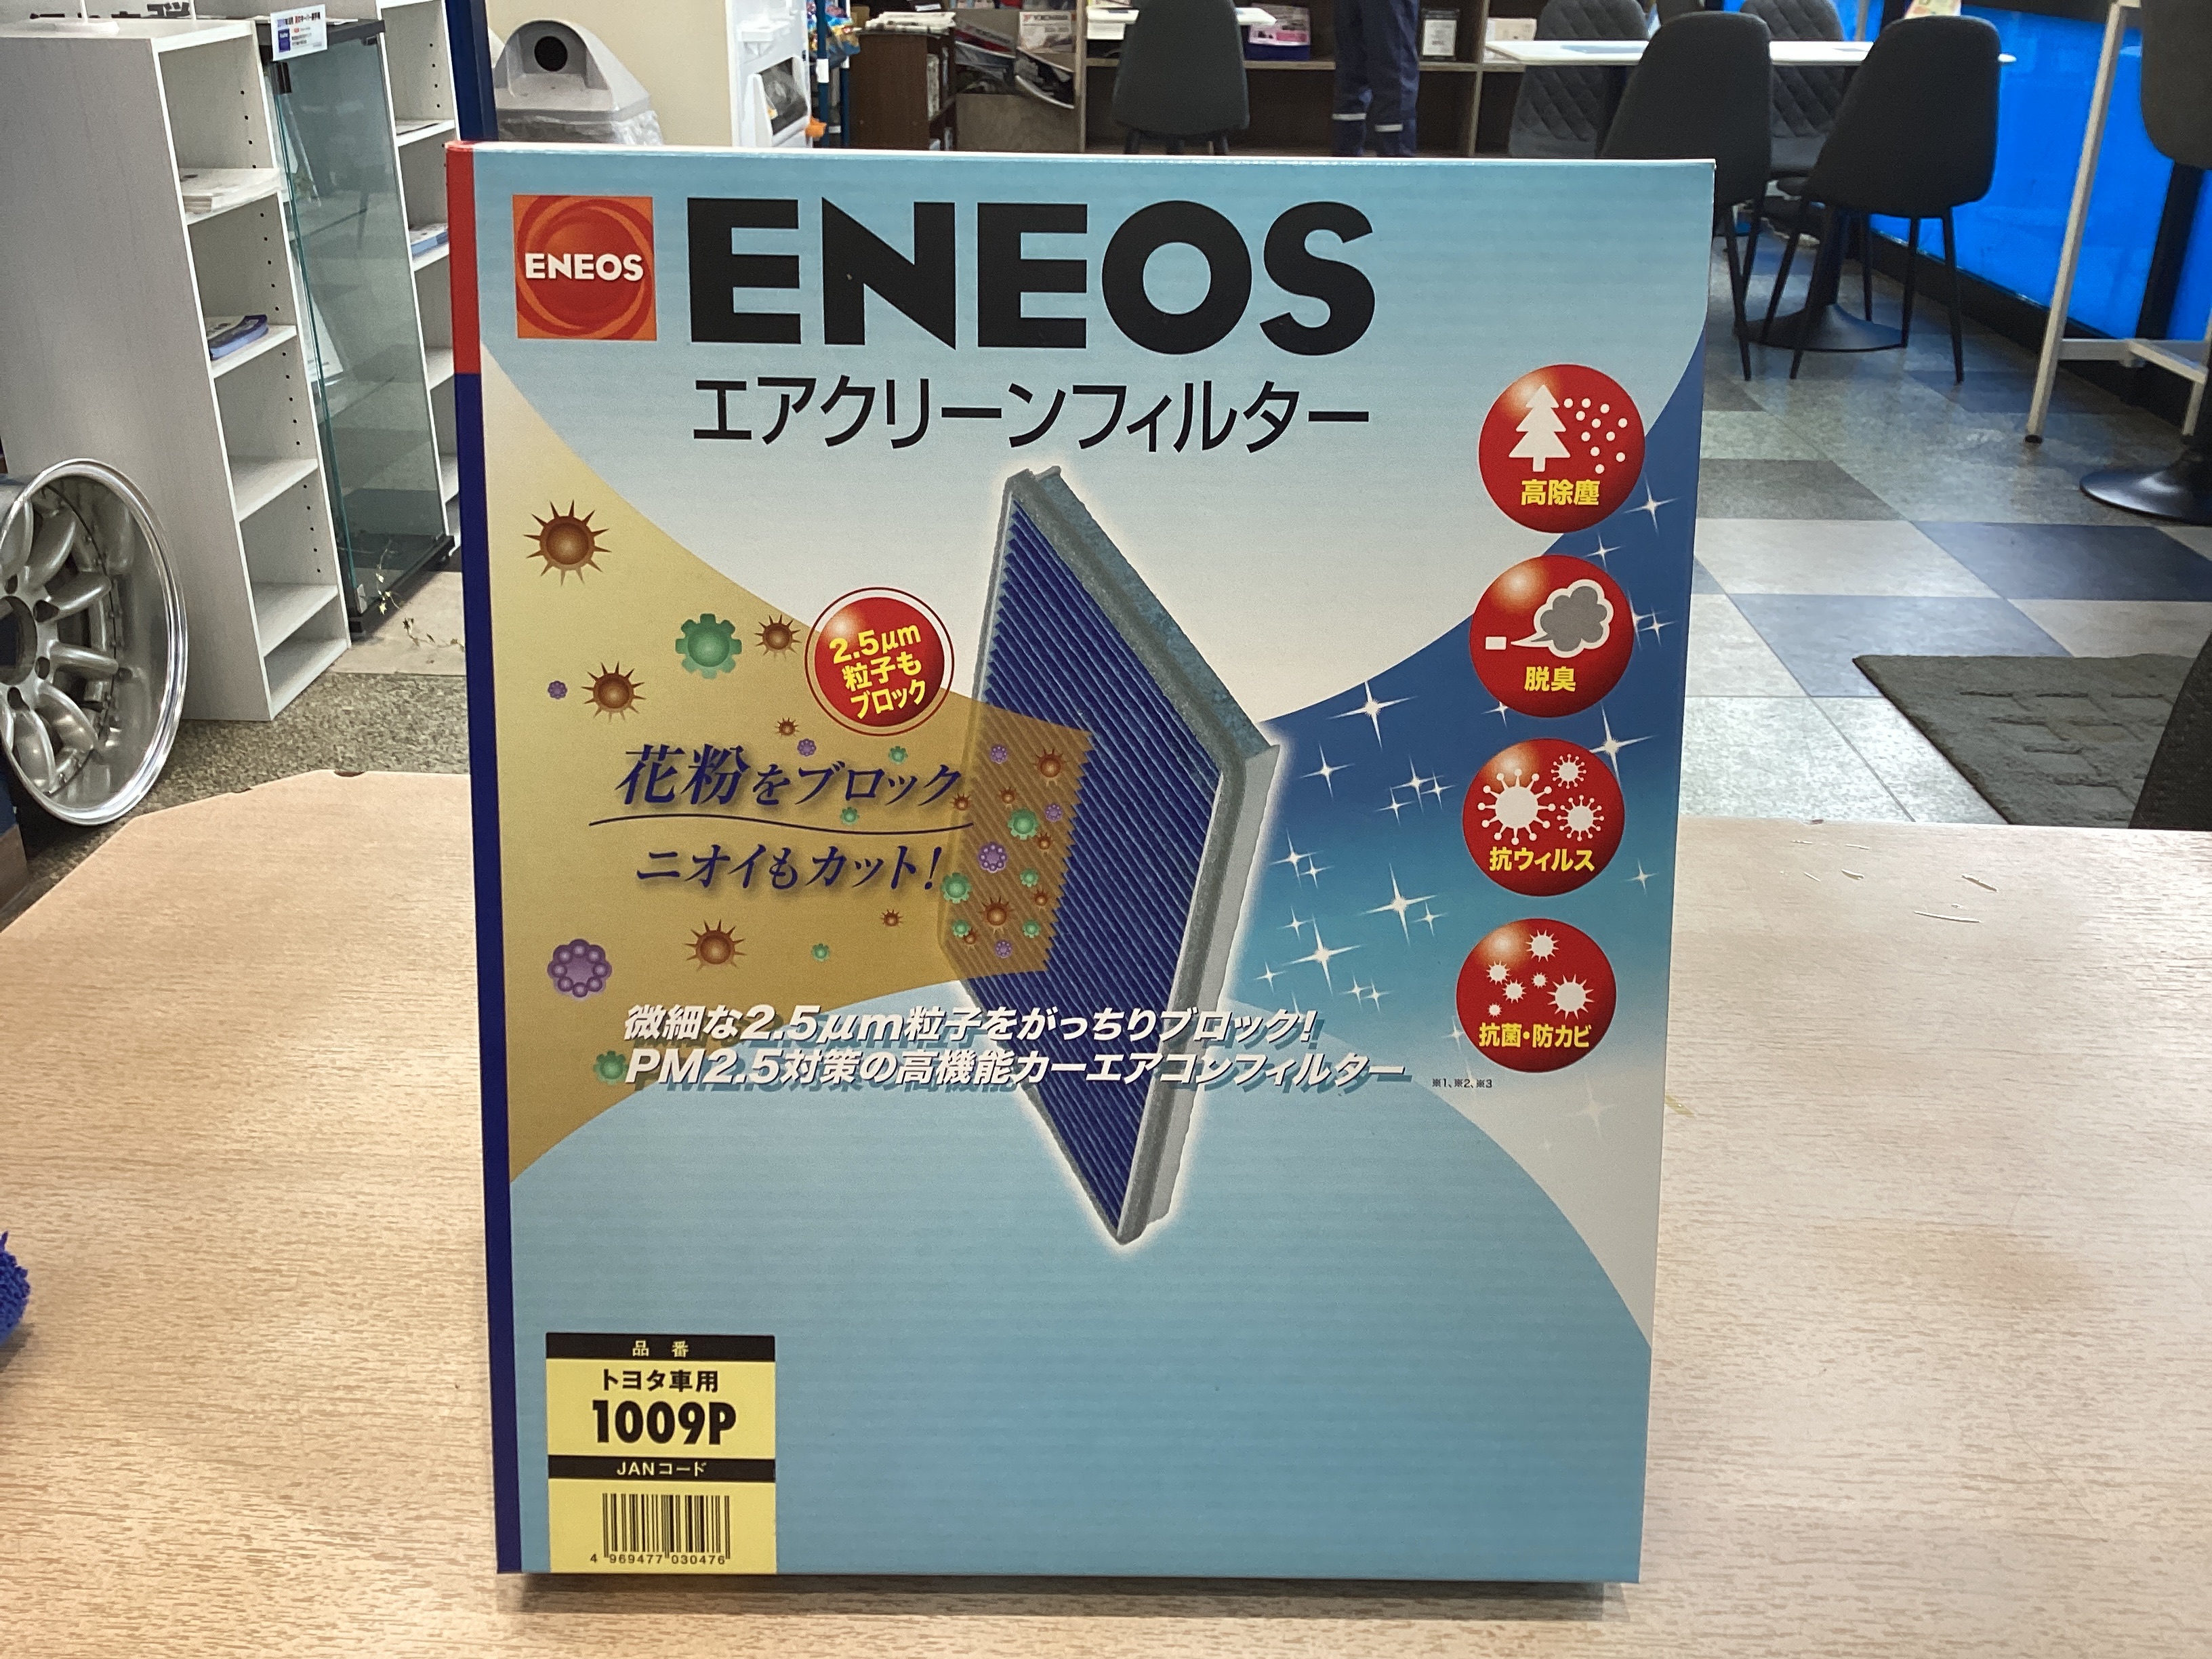 ENEOS
ENEOS
エアクリーンフィルター
高除塵
脱臭
抗ウィルス
抗菌・防カビ
2.5μm
粒子も
ブロック
花粉をブロック
ニオイもカット!
微細な2.5μm粒子をがっちりブロック!
PM2.5対策の高機能カーエアコンフィルター
※1、※2、※3
品番
トヨタ車用
1009P
JANコード
4 969477 030476
YOKOHAMA